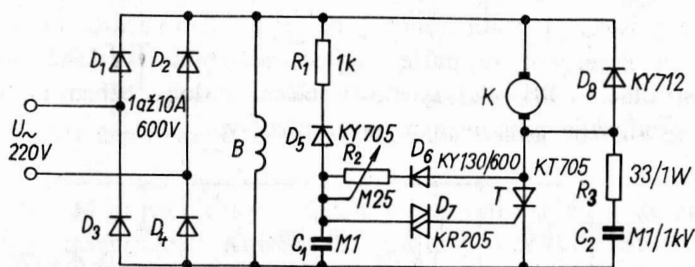 D1 D2
R1 1k
D8 KY712
K
1až10A
600V
U~
220V
B
D5 KY705
R2
D6 KY130/600
KT705
M25
T
33/1W
R3
D7
KR205
D3 D4
C1 M1
C2 M1/1kV